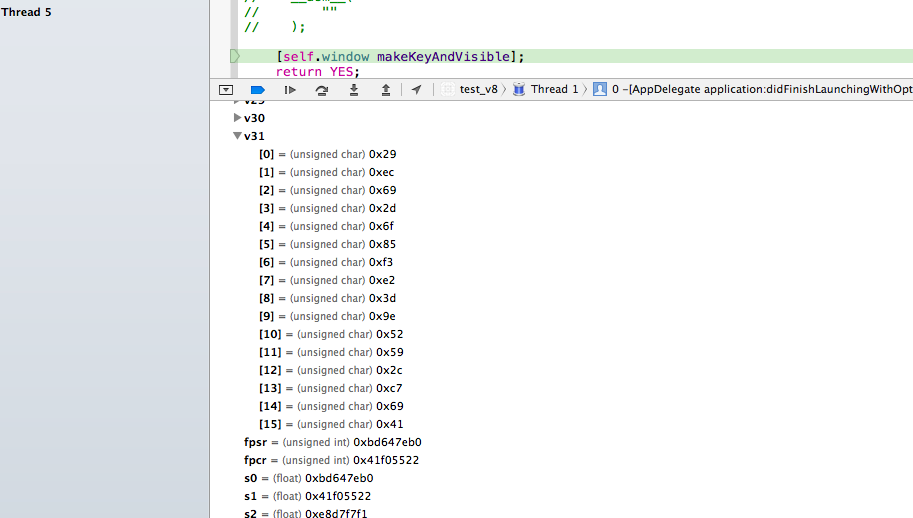 Thread 5
// ""
// );
[self.window makeKeyAndVisible];
return YES;
test_v8 Thread 1 0 -[AppDelegate application:didFinishLaunchingWithOpt
v29
v30
v31
[0] = (unsigned char) 0x29
[1] = (unsigned char) 0xec
[2] = (unsigned char) 0x69
[3] = (unsigned char) 0x2d
[4] = (unsigned char) 0x6f
[5] = (unsigned char) 0x85
[6] = (unsigned char) 0xf3
[7] = (unsigned char) 0xe2
[8] = (unsigned char) 0x3d
[9] = (unsigned char) 0x9e
[10] = (unsigned char) 0x52
[11] = (unsigned char) 0x59
[12] = (unsigned char) 0x2c
[13] = (unsigned char) 0xc7
[14] = (unsigned char) 0x69
[15] = (unsigned char) 0x41
fpsr = (unsigned int) 0xbd647eb0
fpcr = (unsigned int) 0x41f05522
s0 = (float) 0xbd647eb0
s1 = (float) 0x41f05522
s2 = (float) 0xe8d7f7f1